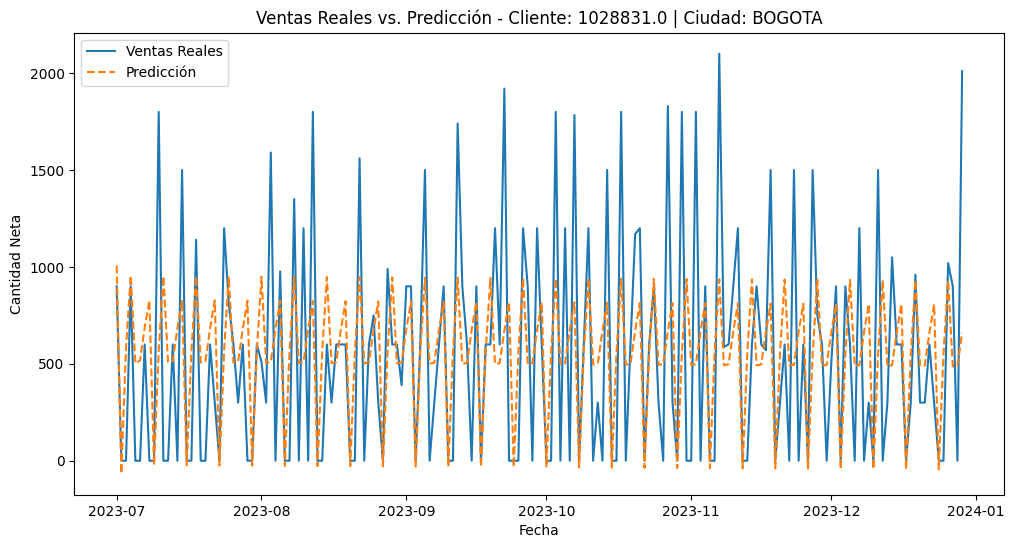 Ventas Reales vs. Predicción - Cliente: 1028831.0 | Ciudad: BOGOTA
Ventas Reales
Predicción
Cantidad Neta
2000
1500
1000
500
0
2023-07
2023-08
2023-09
2023-10
2023-11
2023-12
2024-01
Fecha